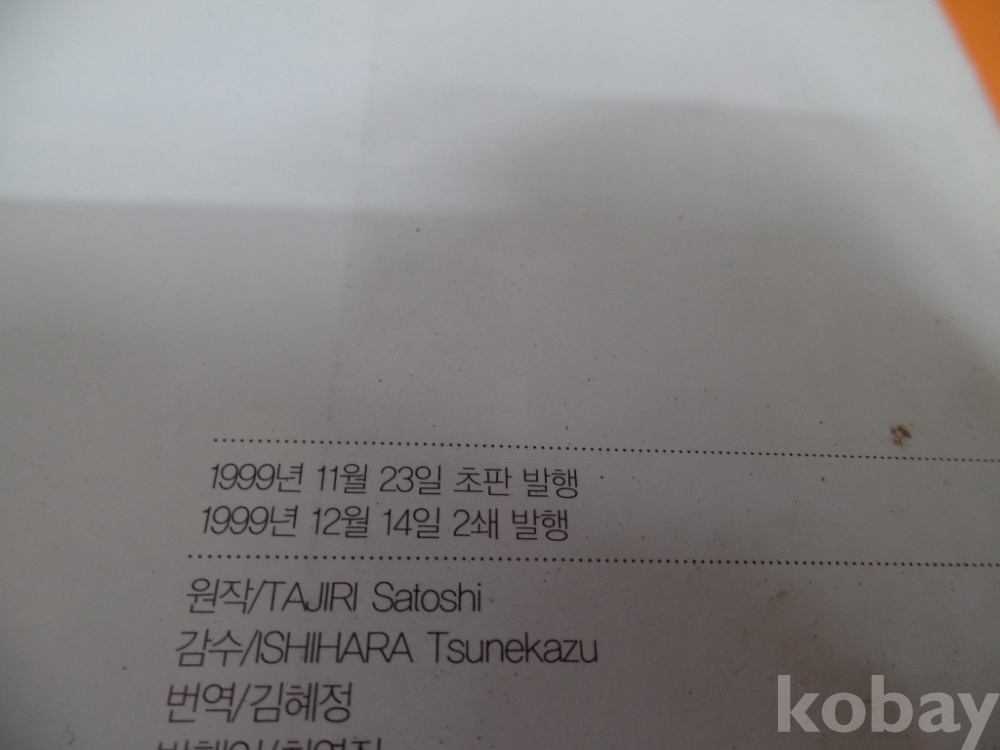 1999년 11월 23일 초판 발행
1999년 12월 14일 2쇄 발행
원작/TAJIRI Satoshi
감수/ISHIHARA Tsunekazu
번역/김혜정
kobay